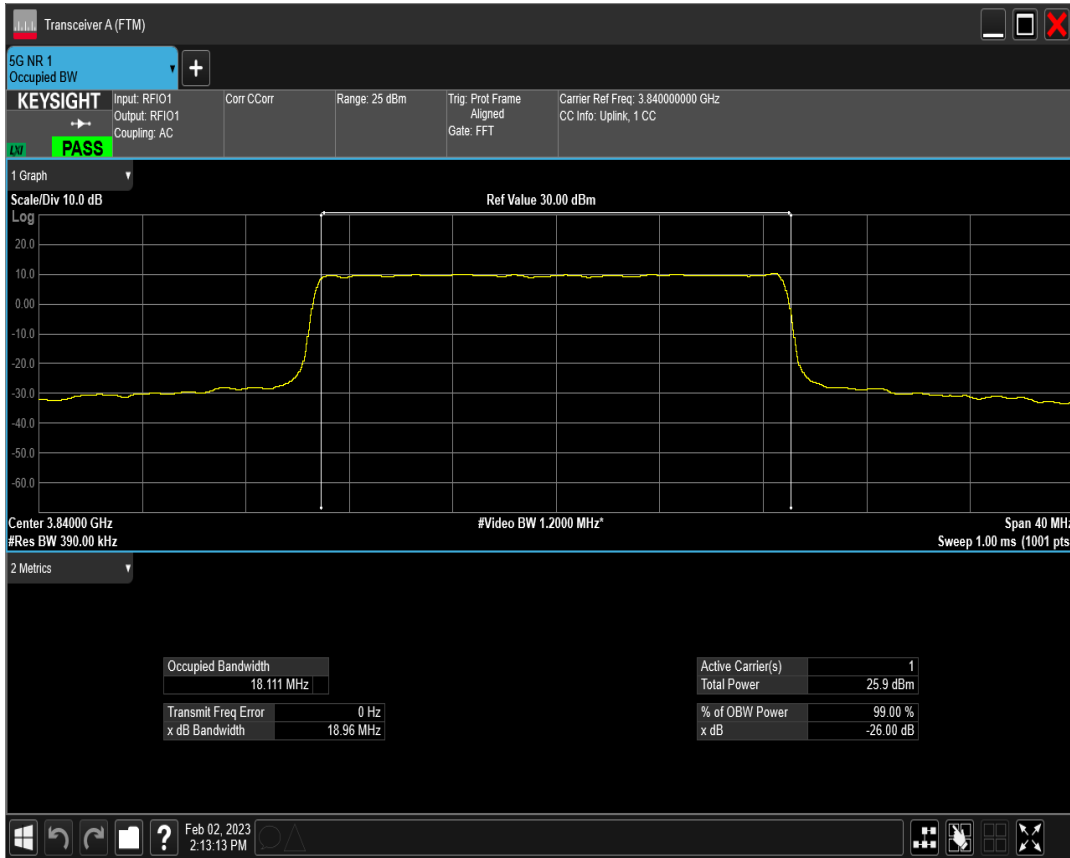 Transceiver A (FTM)
5G NR 1
Occupied BW
+
KEYSIGHT
LXI
PASS
Input: RFIO1
Output: RFIO1
Coupling: AC
Corr CCorr
Range: 25 dBm
Trig: Prot Frame
Aligned
Gate: FFT
Carrier Ref Freq: 3.840000000 GHz
CC Info: Uplink, 1 CC
1 Graph
Scale/Div 10.0 dB
Ref Value 30.00 dBm
Log
20.0
10.0
0.00
-10.0
-20.0
-30.0
-40.0
-50.0
-60.0
Center 3.84000 GHz
#Video BW 1.2000 MHz*
Span 40 MHz
#Res BW 390.00 kHz
Sweep 1.00 ms (1001 pts
2 Metrics
Occupied Bandwidth
18.111 MHz
Transmit Freq Error 0 Hz
x dB Bandwidth 18.96 MHz
Active Carrier(s) 1
Total Power 25.9 dBm
% of OBW Power 99.00 %
x dB -26.00 dB
?
Feb 02, 2023
2:13:13 PM